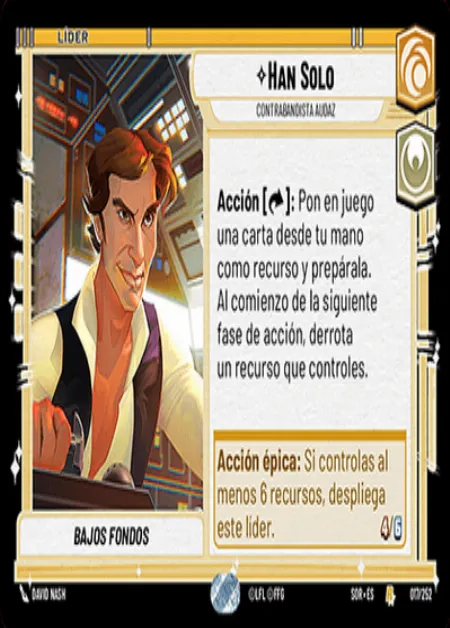 LÍDER
HAN SOLO
CONTRABANDISTA AUDAZ
Acción [ ]: Pon en juego
una carta desde tu mano
como recurso y prepárala.
Al comienzo de la siguiente
fase de acción, derrota
un recurso que controles.
Acción épica: Si controlas al
menos 6 recursos, despliega
este líder.
4/6
BAJOS FONDOS
DAVID NASH
©LFL ©FFG
SOR • ES
017/252